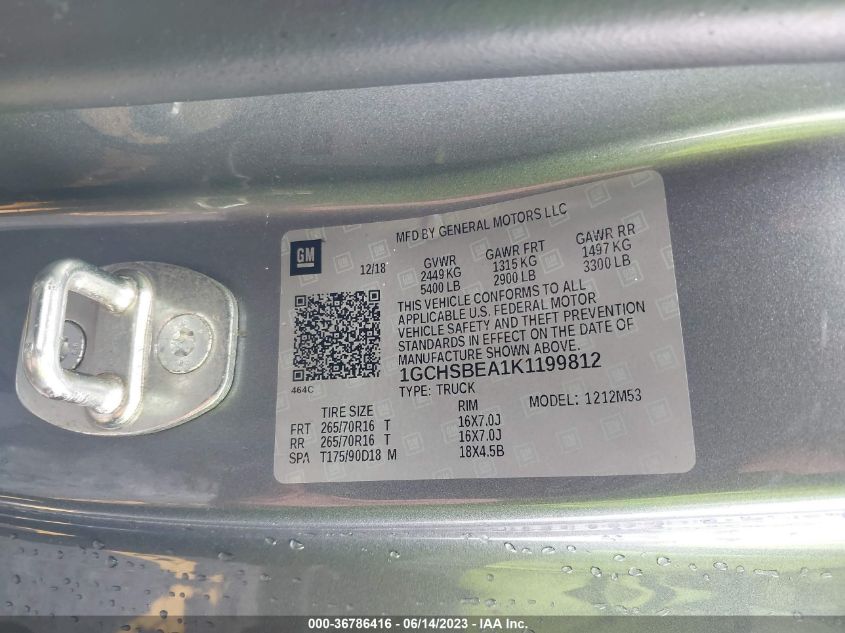 MFD BY GENERAL MOTORS LLC
GM
12/18
GVWR GAWR FRT GAWR RR
2449 KG 1315 KG 1497 KG
5400 LB 2900 LB 3300 LB
THIS VEHICLE CONFORMS TO ALL
APPLICABLE U.S. FEDERAL MOTOR
VEHICLE SAFETY AND THEFT PREVENTION
STANDARDS IN EFFECT ON THE DATE OF
MANUFACTURE SHOWN ABOVE.
1GCHSBEA1K1199812
464C
TYPE: TRUCK MODEL: 1212M53
TIRE SIZE RIM
FRT 265/70R16 T 16X7.0J
RR 265/70R16 T 16X7.0J
SPA T175/90D18 M 18X4.5B
000-36786416 - 06/14/2023 - IAA Inc.